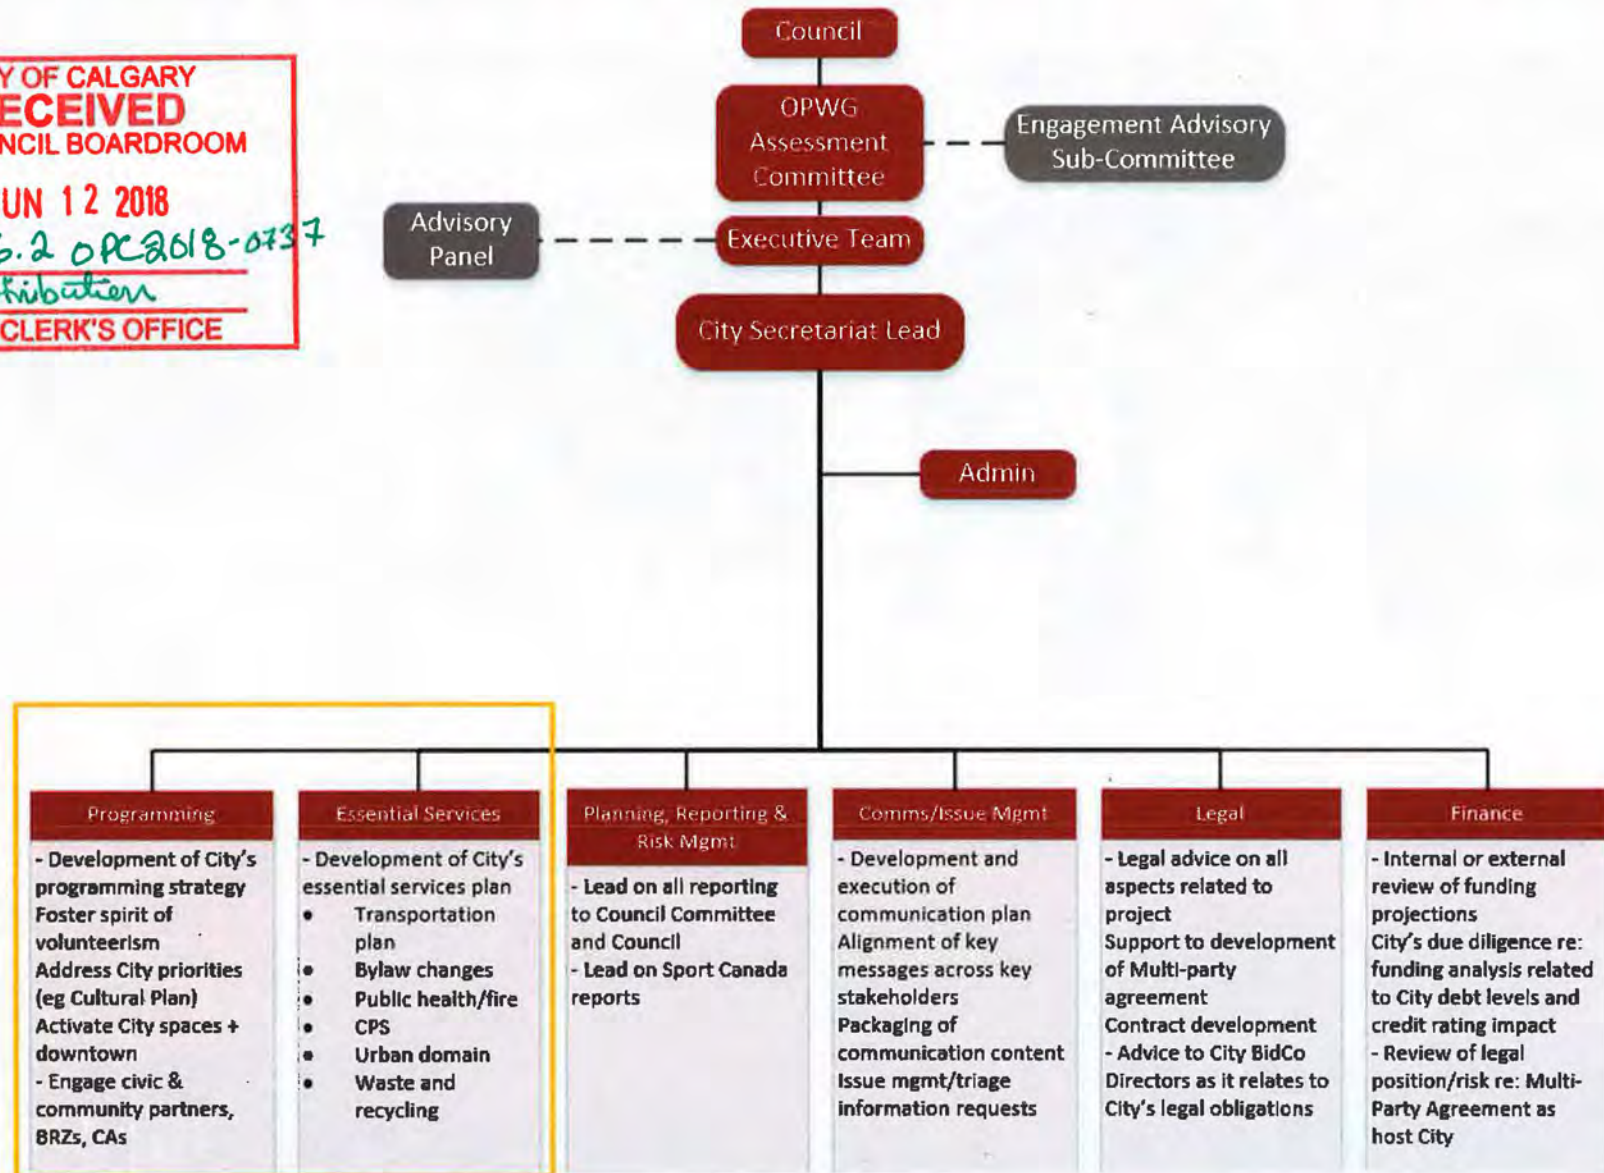 Y OF CALGARY
ECEIVED
NCIL BOARDROOM
UN 12 2018
.2 OPC2018-0737
tribution
CLERK'S OFFICE
Council
OPWG
Assessment
Committee
Engagement Advisory
Sub-Committee
Advisory
Panel
Executive Team
City Secretariat Lead
Admin
Programming
- Development of City's
programming strategy
Foster spirit of
volunteerism
Address City priorities
(eg Cultural Plan)
Activate City spaces +
downtown
- Engage civic &
community partners,
BRZs, CAs
Essential Services
- Development of City's
essential services plan
• Transportation
plan
• Bylaw changes
• Public health/fire
• CPS
• Urban domain
• Waste and
recycling
Planning, Reporting &
Risk Mgmt
- Lead on all reporting
to Council Committee
and Council
- Lead on Sport Canada
reports
Comms/Issue Mgmt
- Development and
execution of
communication plan
Alignment of key
messages across key
stakeholders
Packaging of
communication content
Issue mgmt/triage
information requests
Legal
- Legal advice on all
aspects related to
project
Support to development
of Multi-party
agreement
Contract development
- Advice to City BidCo
Directors as it relates to
City's legal obligations
Finance
- Internal or external
review of funding
projections
City's due diligence re:
funding analysis related
to City debt levels and
credit rating impact
- Review of legal
position/risk re: Multi-
Party Agreement as
host City